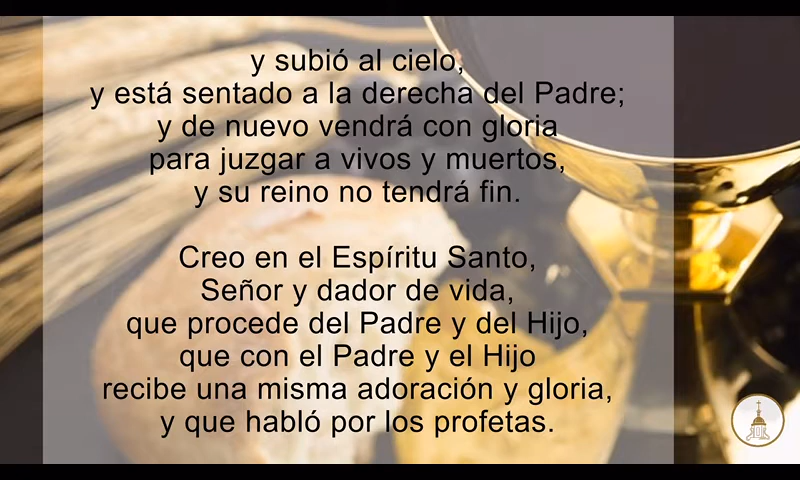 y subió al cielo,
y está sentado a la derecha del Padre;
y de nuevo vendrá con gloria
para juzgar a vivos y muertos,
y su reino no tendrá fin.
Creo en el Espíritu Santo,
Señor y dador de vida,
que procede del Padre y del Hijo,
que con el Padre y el Hijo
recibe una misma adoración y gloria,
y que habló por los profetas.